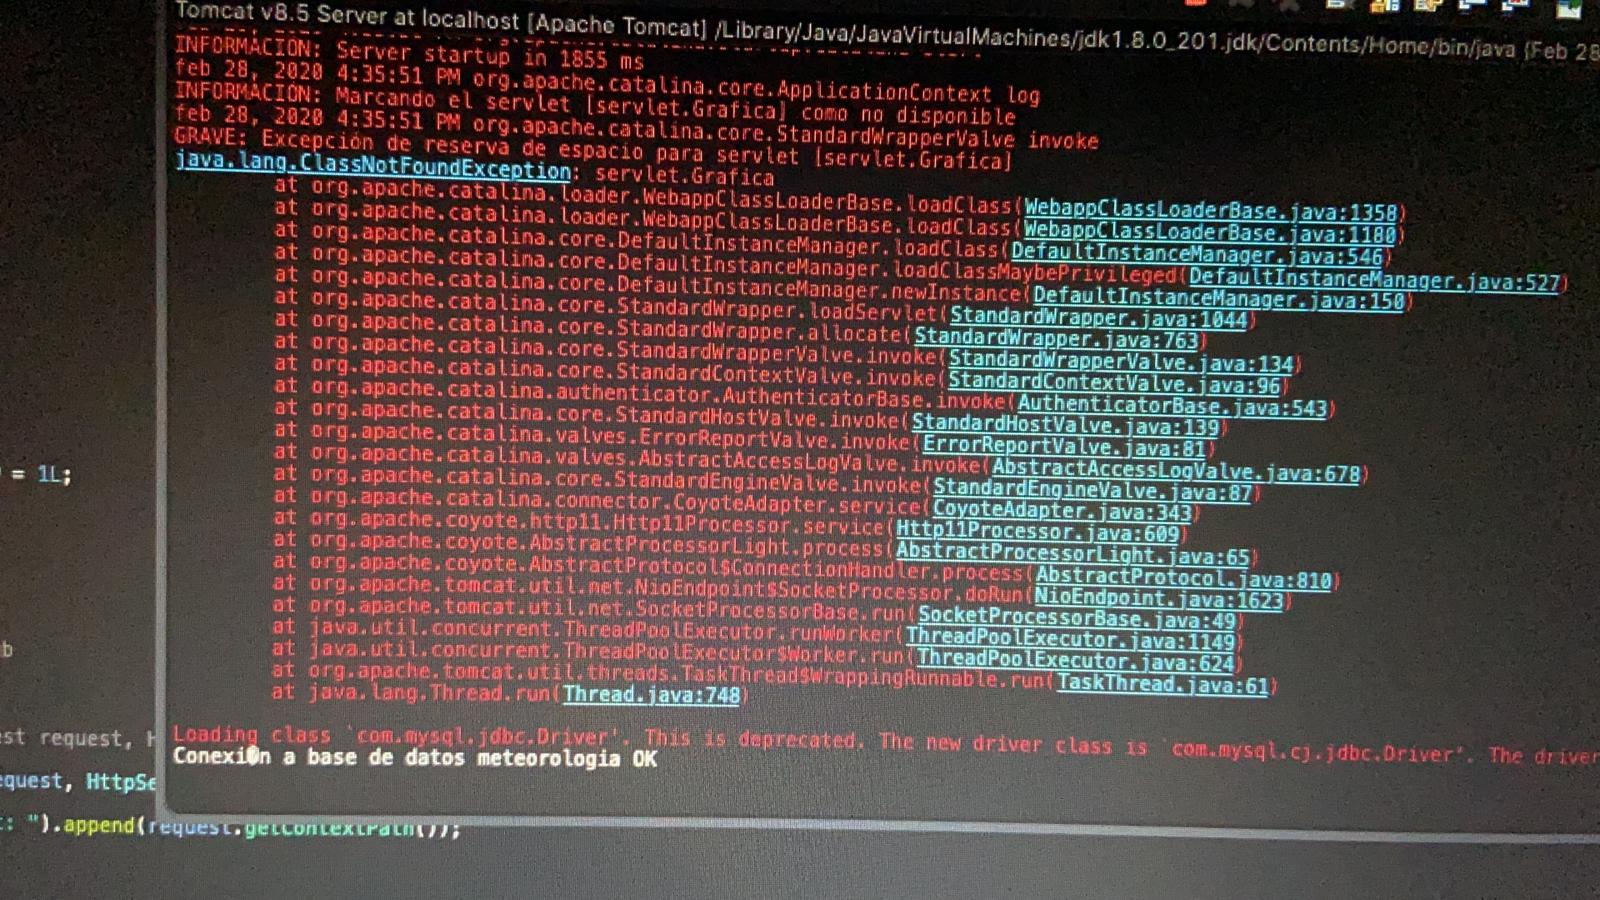 Tomcat v8.5 Server at localhost [Apache Tomcat] /Library/Java/JavaVirtualMachines/jdk1.8.0_201.jdk/Contents/Home/bin/java (Feb 28
INFORMACIÓN: Server startup in 1855 ms
feb 28, 2020 4:35:51 PM org.apache.catalina.core.ApplicationContext log
INFORMACIÓN: Marcando el servlet [servlet.Grafica] como no disponible
feb 28, 2020 4:35:51 PM org.apache.catalina.core.StandardWrapperValve invoke
GRAVE: Excepción de reserva de espacio para servlet [servlet.Grafica]
java.lang.ClassNotFoundException: servlet.Grafica
at org.apache.catalina.loader.WebappClassLoaderBase.loadClass(WebappClassLoaderBase.java:1358)
at org.apache.catalina.loader.WebappClassLoaderBase.loadClass(WebappClassLoaderBase.java:1180)
at org.apache.catalina.core.DefaultInstanceManager.loadClass(DefaultInstanceManager.java:546)
at org.apache.catalina.core.DefaultInstanceManager.loadClassMaybePrivileged(DefaultInstanceManager.java:527)
at org.apache.catalina.core.DefaultInstanceManager.newInstance(DefaultInstanceManager.java:150)
at org.apache.catalina.core.StandardWrapper.loadServlet(StandardWrapper.java:1044)
at org.apache.catalina.core.StandardWrapper.allocate(StandardWrapper.java:763)
at org.apache.catalina.core.StandardWrapperValve.invoke(StandardWrapperValve.java:134)
at org.apache.catalina.core.StandardContextValve.invoke(StandardContextValve.java:96)
at org.apache.catalina.authenticator.AuthenticatorBase.invoke(AuthenticatorBase.java:543)
at org.apache.catalina.core.StandardHostValve.invoke(StandardHostValve.java:139)
at org.apache.catalina.valves.ErrorReportValve.invoke(ErrorReportValve.java:81)
at org.apache.catalina.valves.AbstractAccessLogValve.invoke(AbstractAccessLogValve.java:678)
at org.apache.catalina.core.StandardEngineValve.invoke(StandardEngineValve.java:87)
at org.apache.catalina.connector.CoyoteAdapter.service(CoyoteAdapter.java:343)
at org.apache.coyote.http11.Http11Processor.service(Http11Processor.java:609)
at org.apache.coyote.AbstractProcessorLight.process(AbstractProcessorLight.java:65)
at org.apache.coyote.AbstractProtocol$ConnectionHandler.process(AbstractProtocol.java:810)
at org.apache.tomcat.util.net.NioEndpoint$SocketProcessor.doRun(NioEndpoint.java:1623)
at org.apache.tomcat.util.net.SocketProcessorBase.run(SocketProcessorBase.java:49)
at java.util.concurrent.ThreadPoolExecutor.runWorker(ThreadPoolExecutor.java:1149)
at java.util.concurrent.ThreadPoolExecutor$Worker.run(ThreadPoolExecutor.java:624)
at org.apache.tomcat.util.threads.TaskThread$WrappingRunnable.run(TaskThread.java:61)
at java.lang.Thread.run(Thread.java:748)
Loading class `com.mysql.jdbc.Driver'. This is deprecated. The new driver class is `com.mysql.cj.jdbc.Driver'. The driver
Conexi�n a base de datos meteorologia OK
= 1L;
b
est request, H
equest, HttpSe
t: ").append(request.getContextPath());